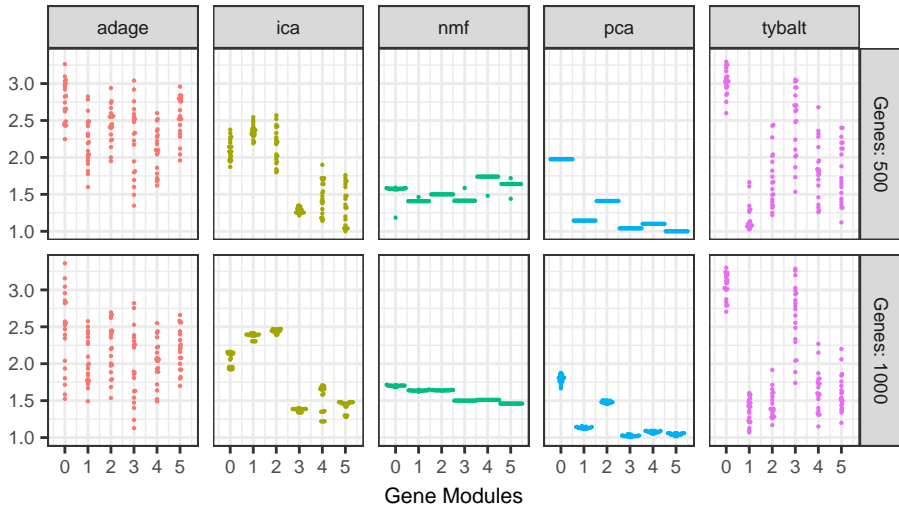 adage ica nmf pca tybalt
3.0
2.5
2.0
1.5
1.0
Genes: 500
3.0
2.5
2.0
1.5
1.0
Genes: 1000
0 1 2 3 4 5 0 1 2 3 4 5 0 1 2 3 4 5 0 1 2 3 4 5 0 1 2 3 4 5
Gene Modules